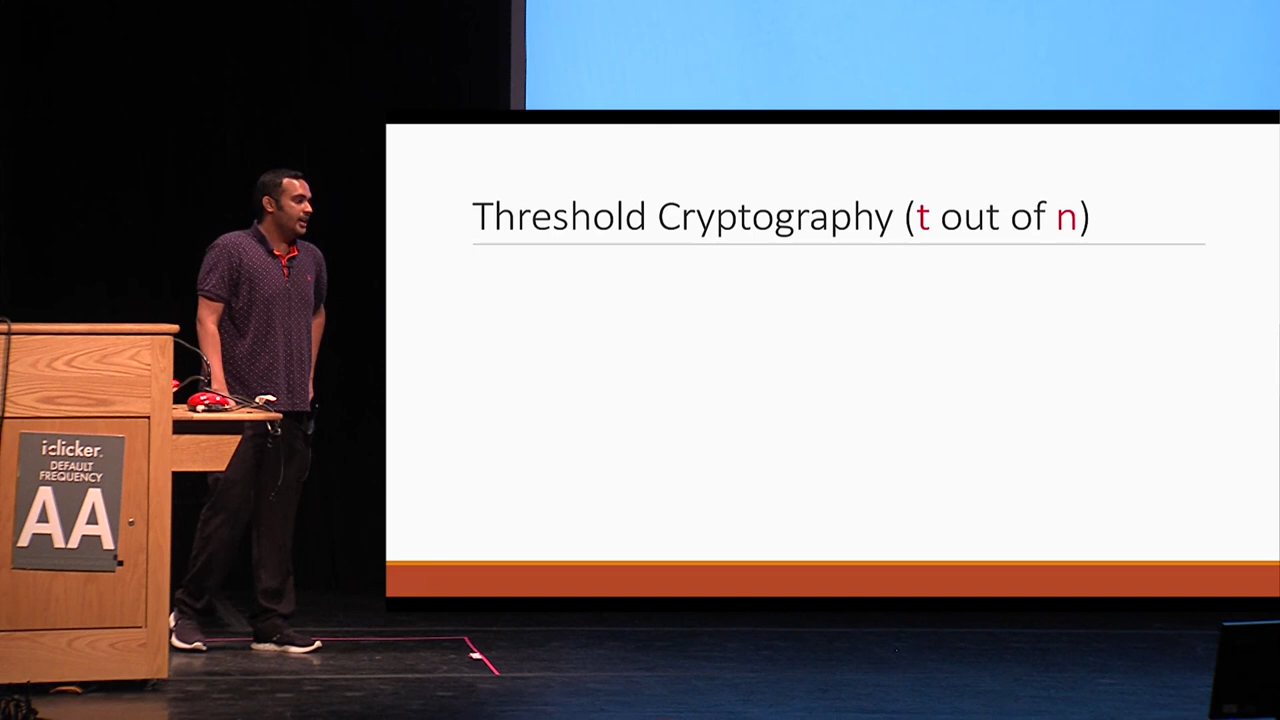 Threshold Cryptography (t out of n)
iclicker.
DEFAULT
FREQUENCY
AA